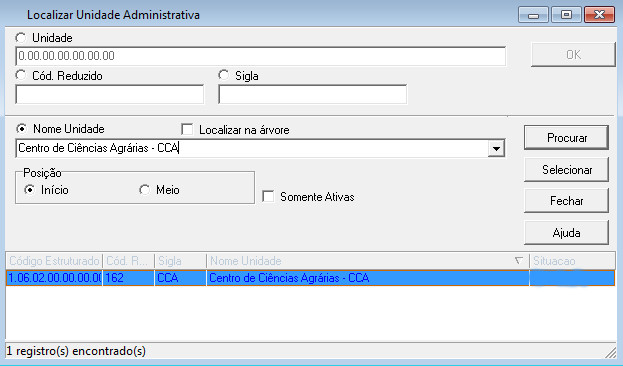 Localizar Unidade Administrativa
Unidade
0.00.00.00.00.00.00
OK
Cód. Reduzido
Sigla
Nome Unidade
Localizar na árvore
Procurar
Centro de Ciências Agrárias - CCA
Selecionar
Posição
Início
Meio
Somente Ativas
Fechar
Ajuda
Código Estruturado Cód. R... Sigla Nome Unidade Situacao
1.06.02.00.00.00.00 162 CCA Centro de Ciências Agrárias - CCA
1 registro(s) encontrado(s)